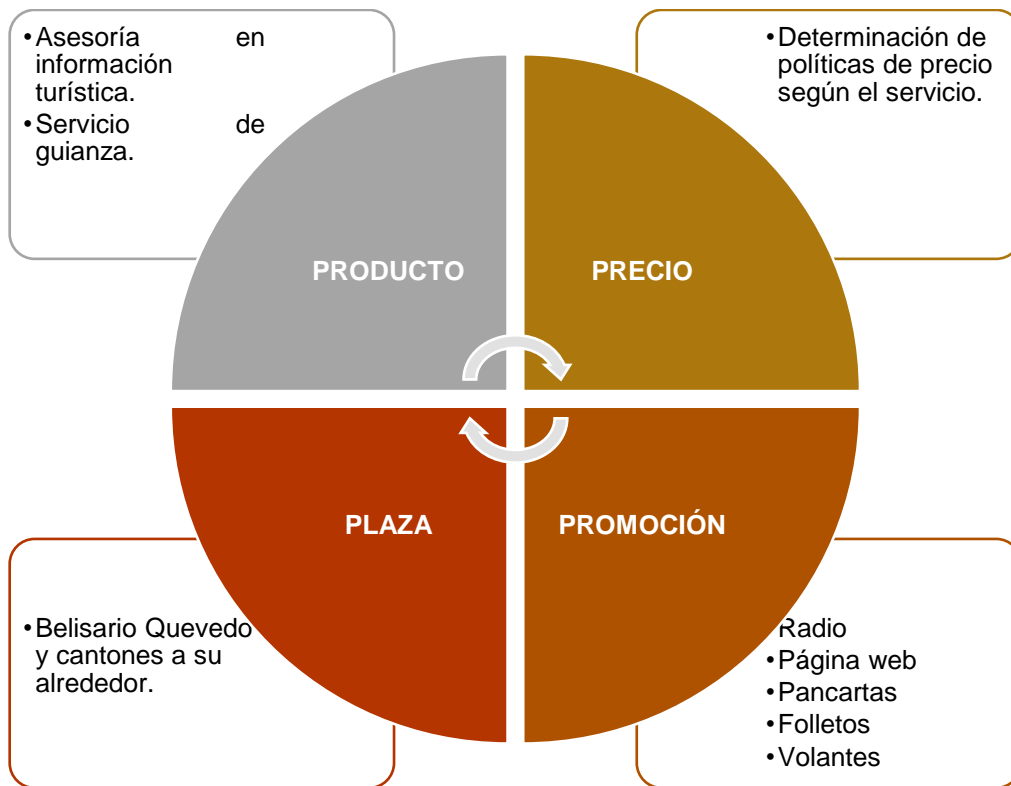 •Asesoría en
información
turística.
•Servicio de
guianza.
•Determinación de
políticas de precio
según el servicio.
PRODUCTO
PRECIO
PLAZA
PROMOCIÓN
•Belisario Quevedo
y cantones a su
alrededor.
Radio
•Página web
•Pancartas
•Folletos
•Volantes